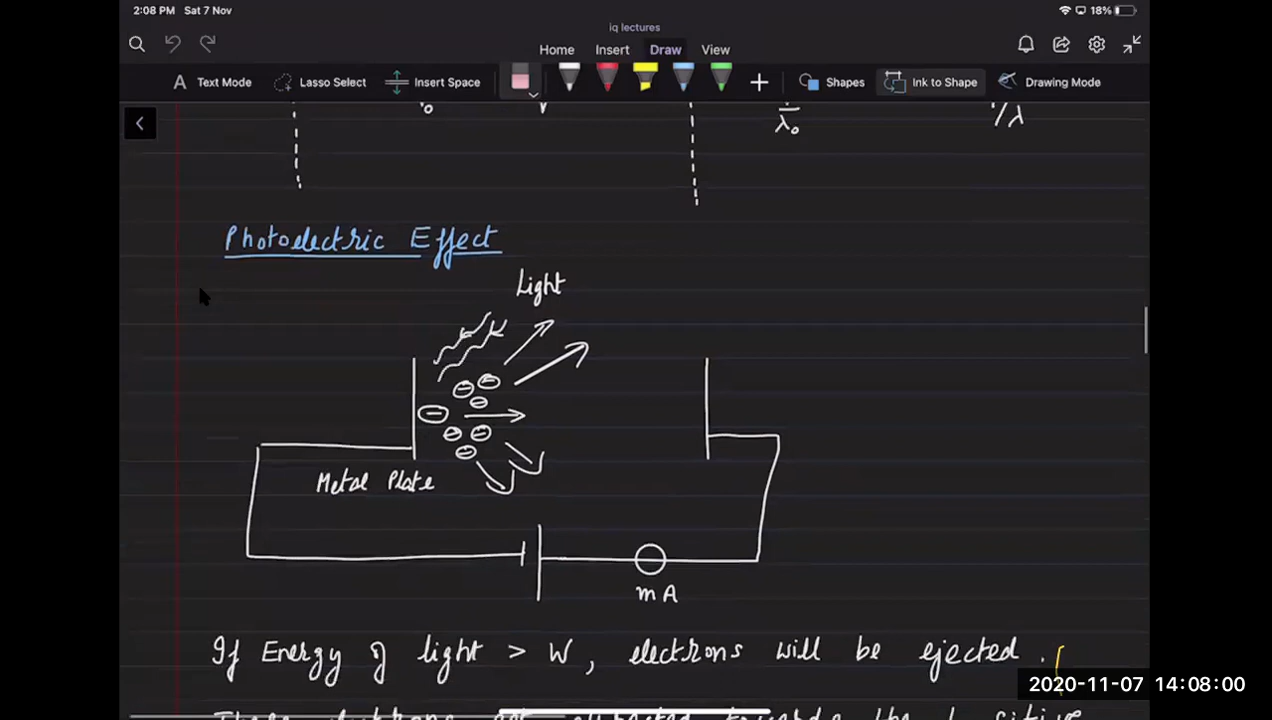 2:08 PM Sat 7 Nov
18%
iq lectures
Home Insert Draw View
Text Mode Lasso Select Insert Space Shapes Ink to Shape Drawing Mode
λ₀
1/λ
Photoelectric Effect
Light
Metal Plate
mA
If Energy of light > W, electrons will be ejected.
2020-11-07 14:08:00